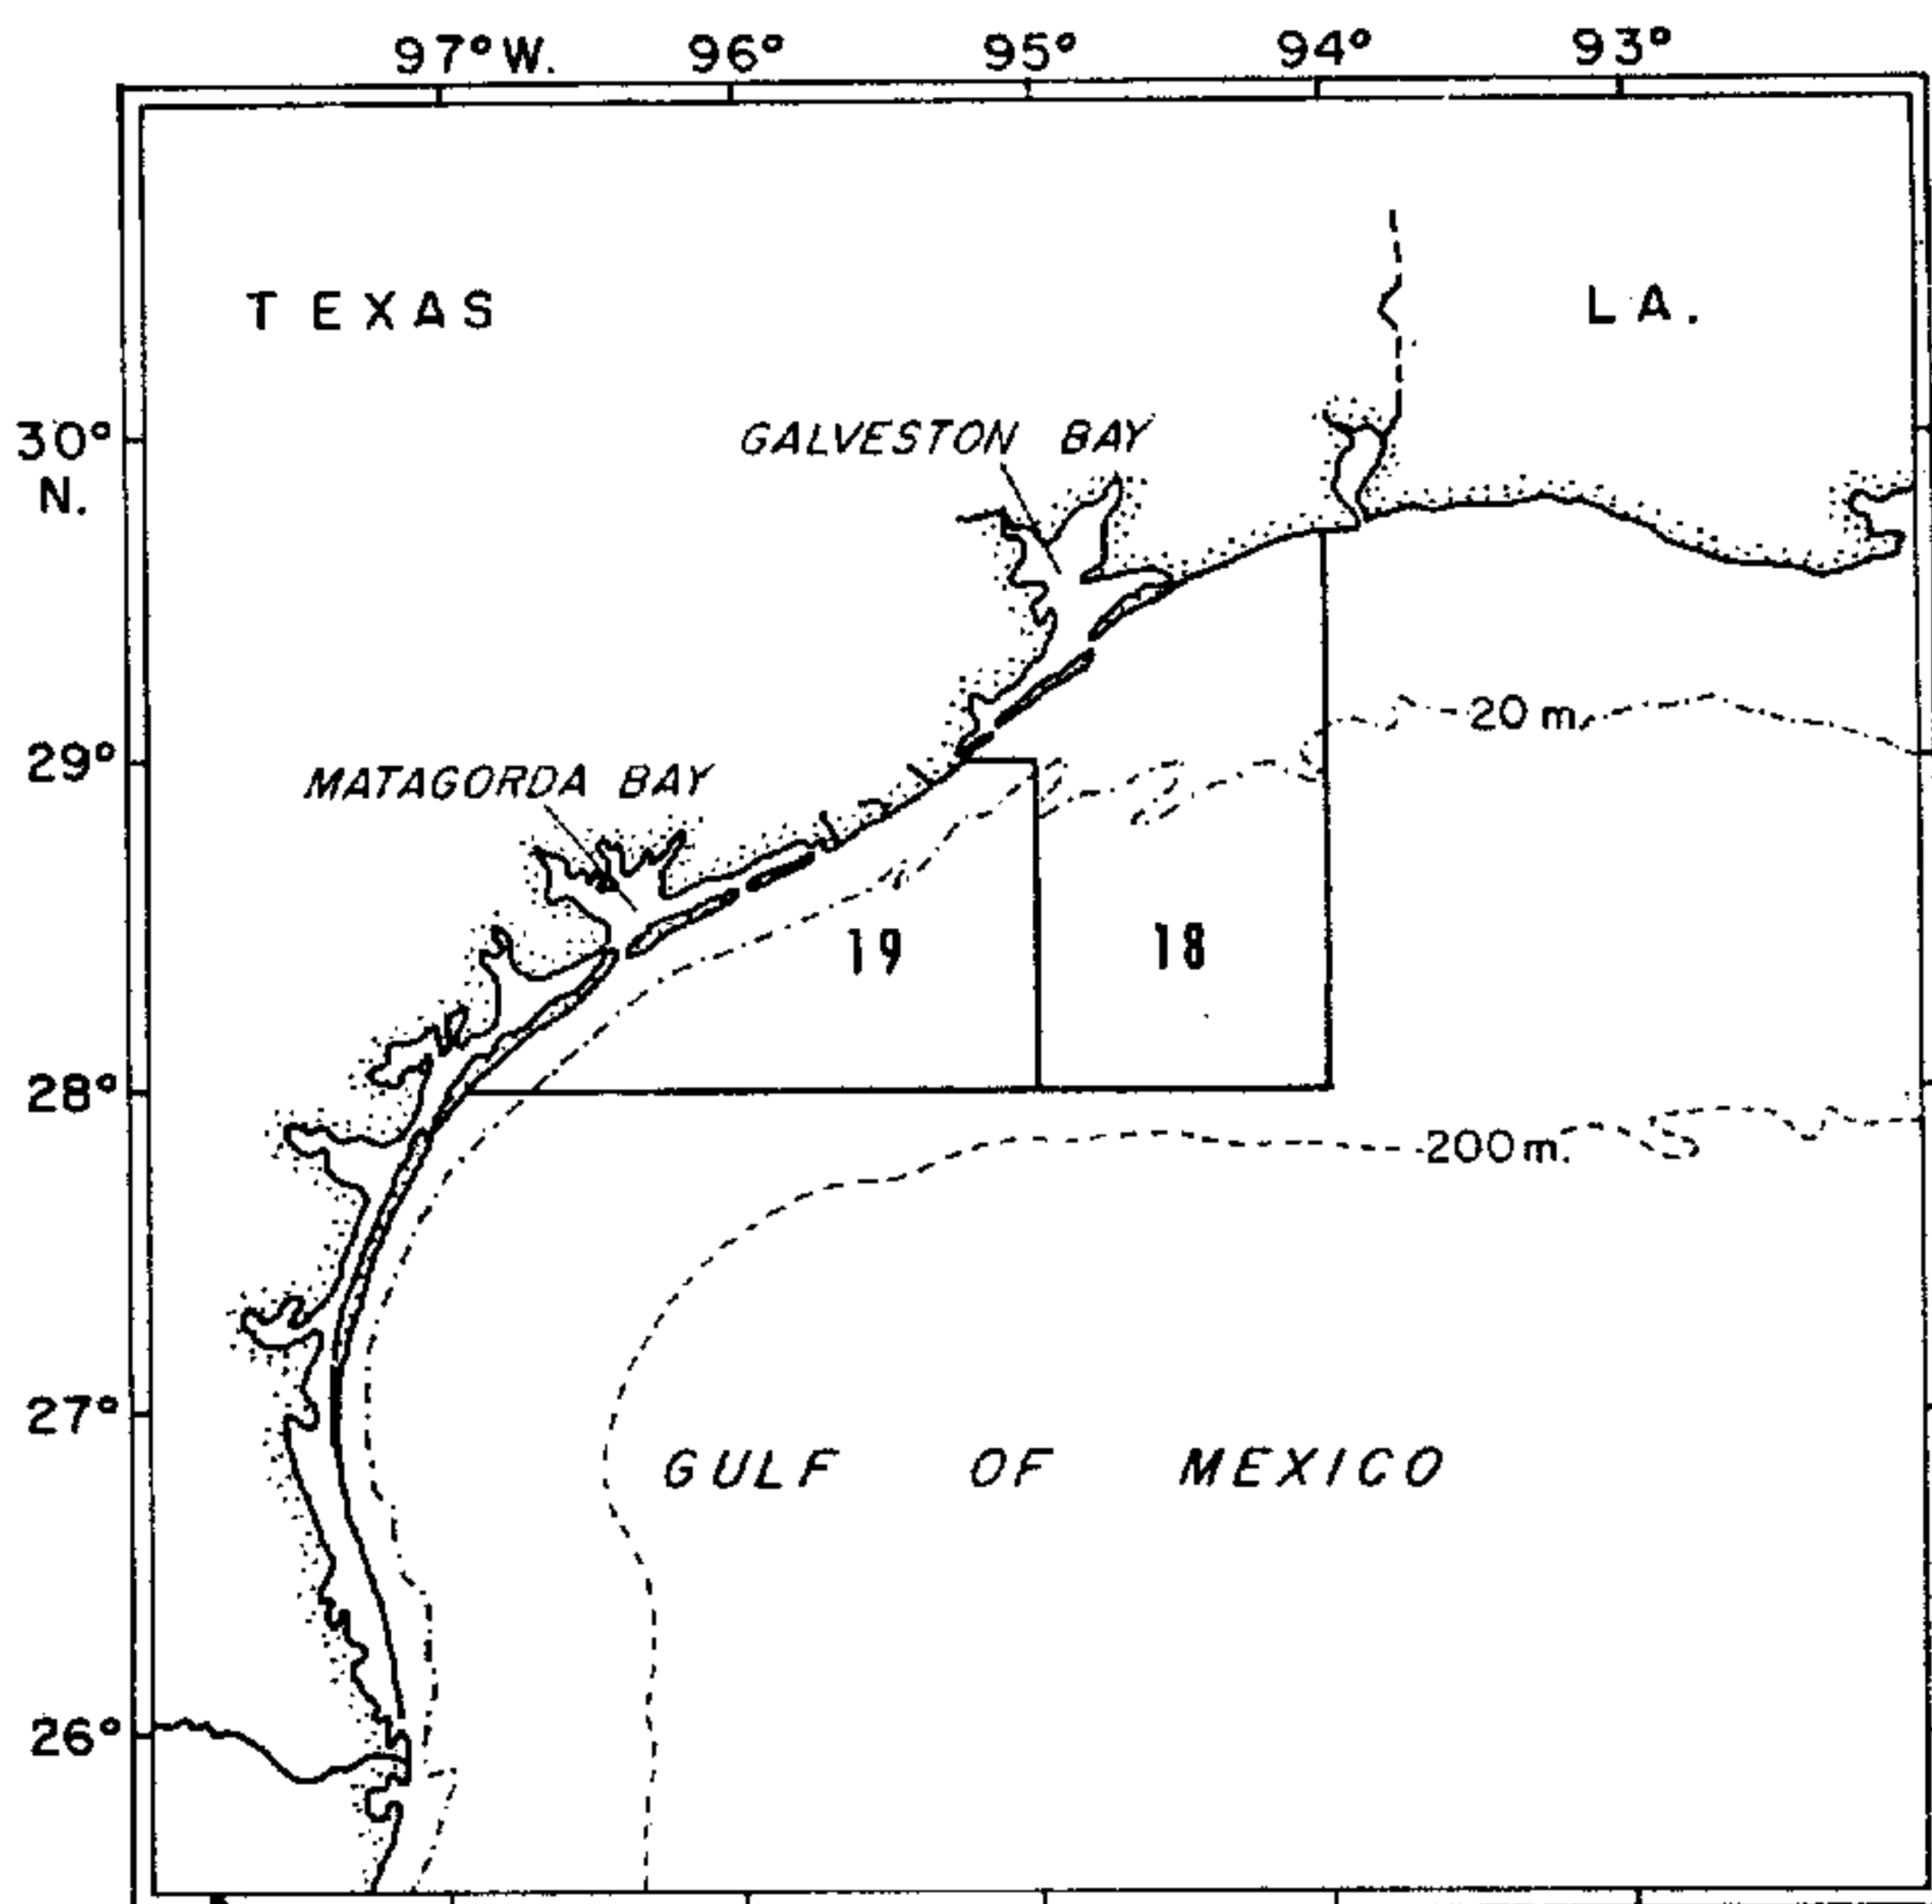 97° W. 96° 95° 94° 93°
TEXAS
LA.
30°
N.
GALVESTON BAY
20 m.
29°
MATAGORDA BAY
19
18
28°
200 m.
27°
GULF OF MEXICO
26°